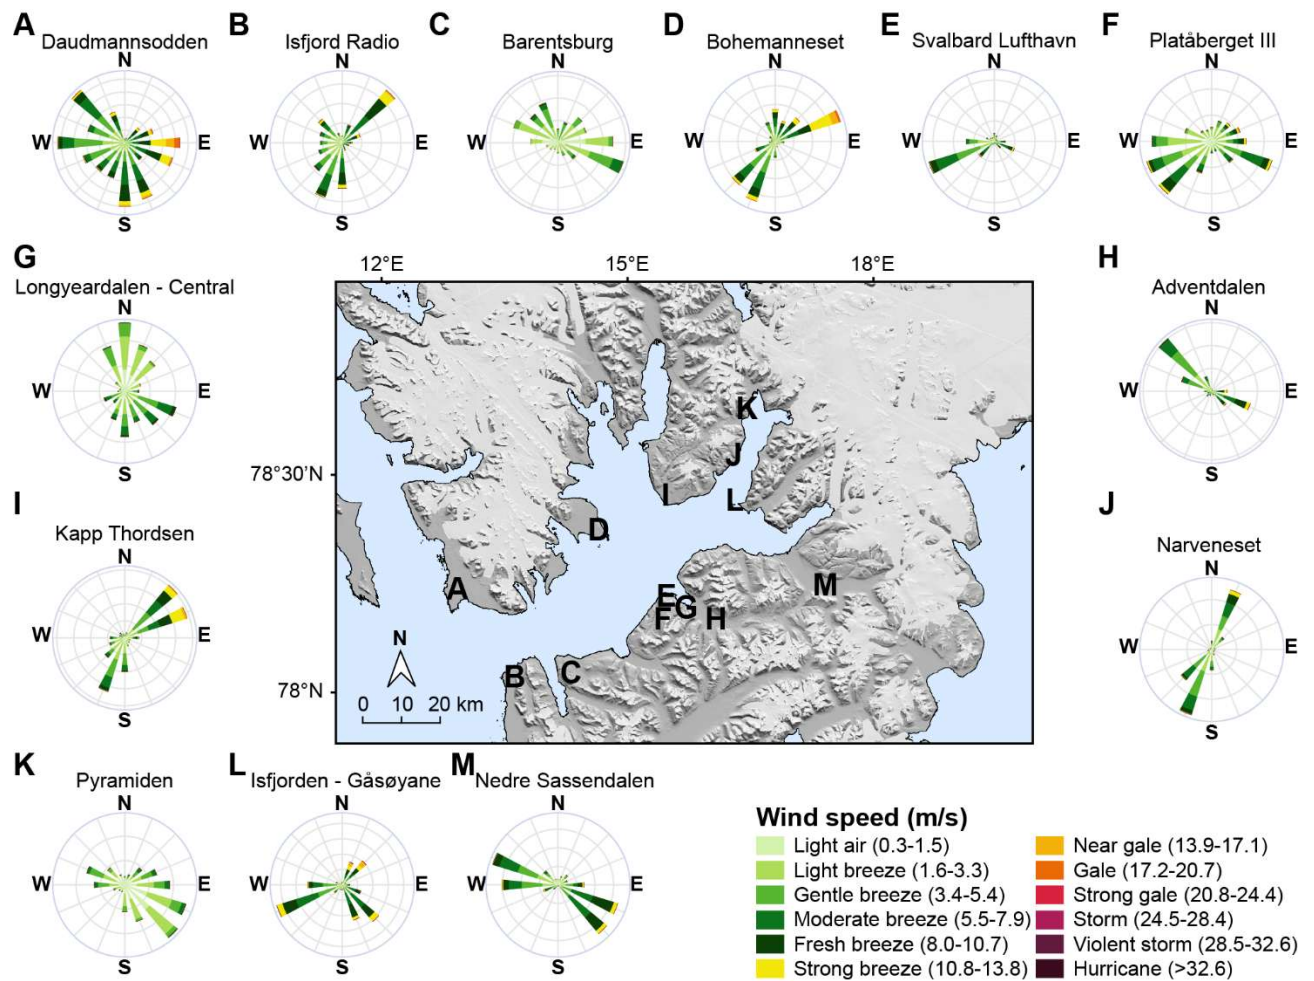 A
Daudmannsodden
N
W
E
S
B
Isfjord Radio
N
S
C
Barentsburg
N
W
E
S
D
Bohemanneset
N
W
E
S
E
Svalbard Lufthavn
N
W
E
S
F
Platåberget III
N
W
E
S
G
Longyeardalen - Central
N
W
E
S
12°E
15°E
18°E
78°30'N
78°N
K
J
I
L
D
A
M
E
G
F
H
B
C
N
0 10 20 km
H
Adventdalen
N
W
E
S
I
Kapp Thordsen
N
W
E
S
J
Narveneset
N
W
E
S
K
Pyramiden
N
W
E
S
L
Isfjorden - Gåsøyane
N
W
E
S
M
Nedre Sassendalen
N
W
E
S
Wind speed (m/s)
Light air (0.3-1.5)
Light breeze (1.6-3.3)
Gentle breeze (3.4-5.4)
Moderate breeze (5.5-7.9)
Fresh breeze (8.0-10.7)
Strong breeze (10.8-13.8)
Near gale (13.9-17.1)
Gale (17.2-20.7)
Strong gale (20.8-24.4)
Storm (24.5-28.4)
Violent storm (28.5-32.6)
Hurricane (>32.6)